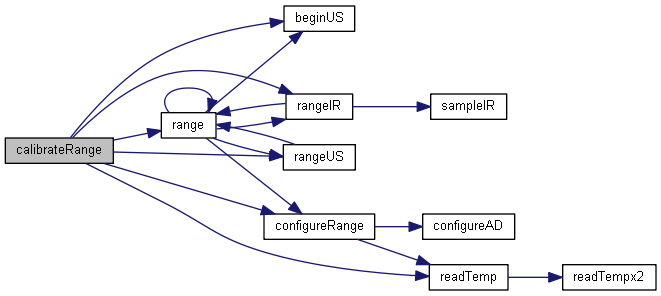 beginUS
rangeIR
sampleIR
range
calibrateRange
rangeUS
configureRange
configureAD
readTemp
readTempx2